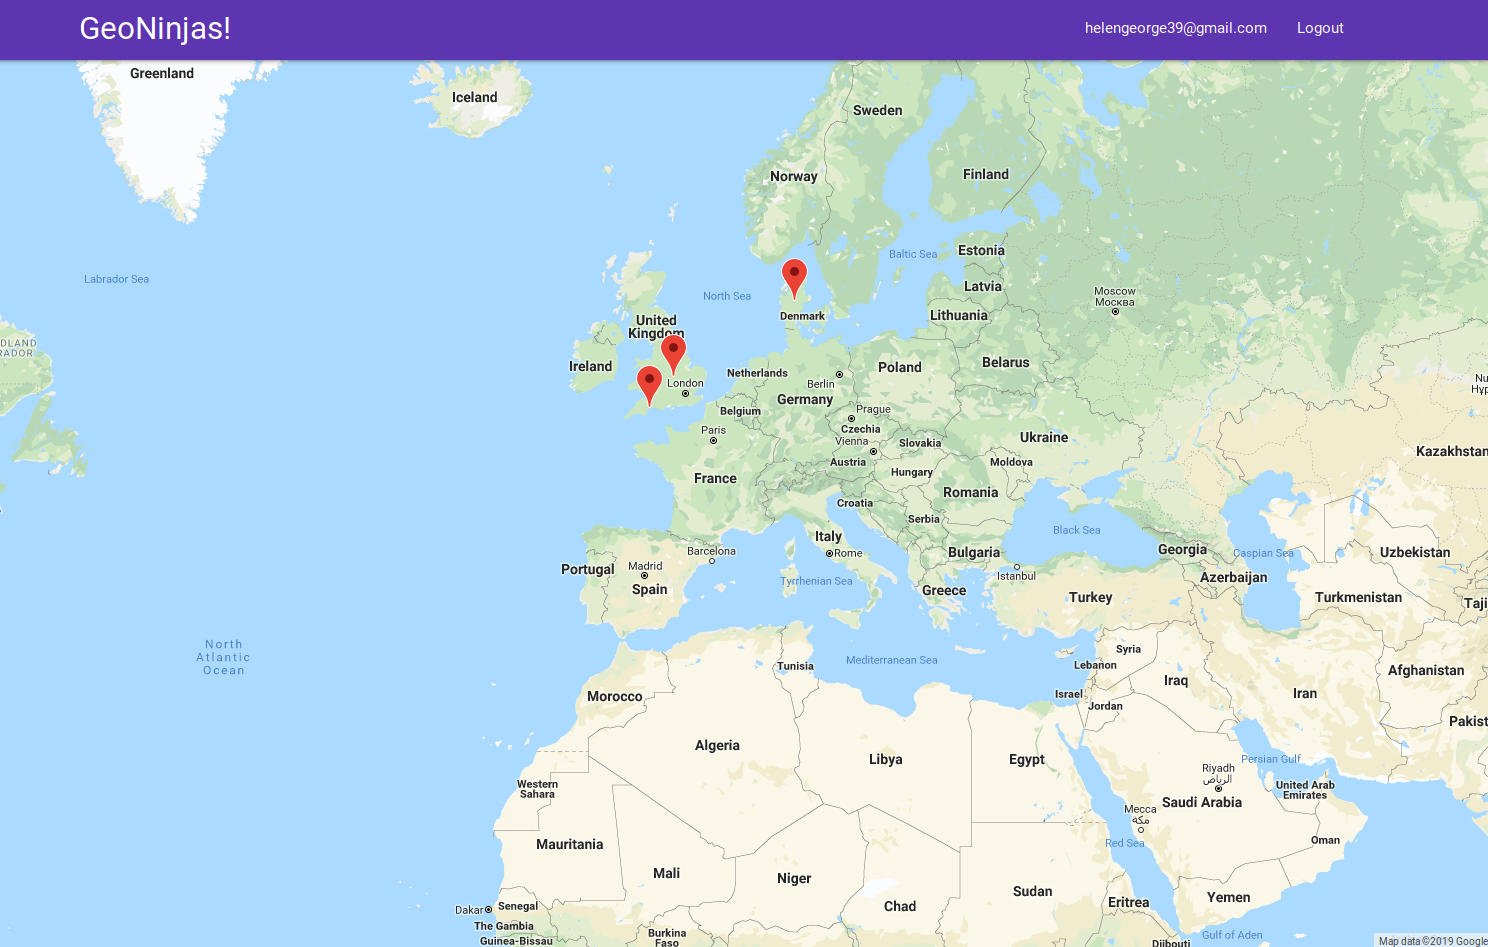 GeoNinjas!
helengeorge39@gmail.com
Logout
Greenland
Iceland
Sweden
Norway
Finland
Labrador Sea
Baltic Sea
Estonia
Latvia
Moscow
Москва
North Sea
Denmark
Lithuania
United
Kingdom
DLAND
RADOR
Ireland
Netherlands
London
Berlin
Poland
Belarus
Germany
Belgium
Prague
Czechia
Paris
Vienna
Slovakia
Ukraine
Kazakhstan
Austria
Hungary
Moldova
France
Croatia
Romania
Serbia
Black Sea
Italy
Rome
Bulgaria
Georgia
Caspian Sea
Uzbekistan
Barcelona
Portugal
Madrid
Spain
Tyrrhenian Sea
Greece
Istanbul
Turkey
Azerbaijan
Turkmenistan
Taji
North
Atlantic
Ocean
Tunisia
Mediterranean Sea
Syria
Lebanon
Iraq
Afghanistan
Morocco
Israel
Jordan
Iran
Pakist
Algeria
Libya
Egypt
Persian Gulf
Western
Sahara
Riyadh
الرياض
United Arab
Emirates
Saudi Arabia
Mecca
مكة
Mauritania
Red Sea
Oman
Mali
Niger
Sudan
Yemen
Chad
Eritrea
Dakar
Senegal
The Gambia
Guinea-Bissau
Burkina
Faso
Djibouti
Gulf of Aden
Map data ©2019 Google